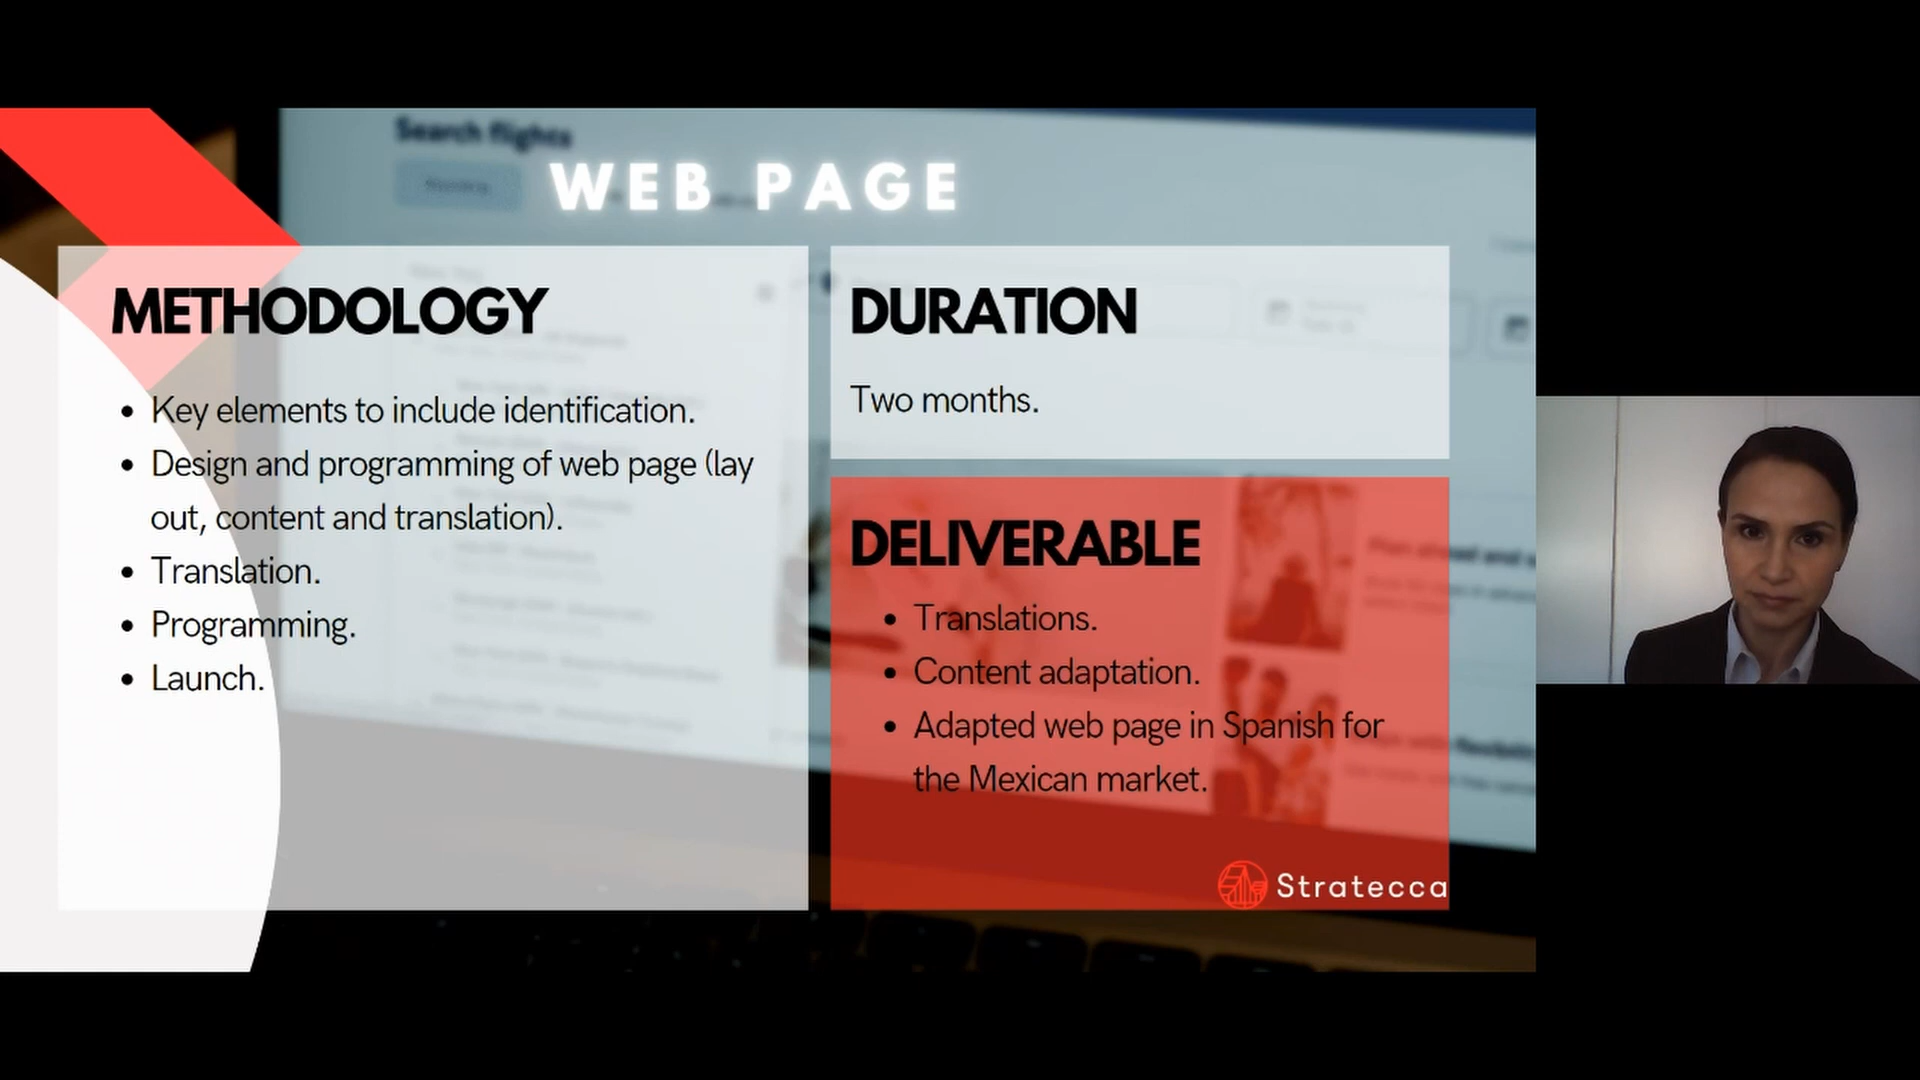 Search flights
WEB PAGE
METHODOLOGY
• Key elements to include identification.
• Design and programming of web page (lay
out, content and translation).
• Translation.
• Programming.
• Launch.
DURATION
Two months.
DELIVERABLE
• Translations.
• Content adaptation.
• Adapted web page in Spanish for
the Mexican market.
Stratecca